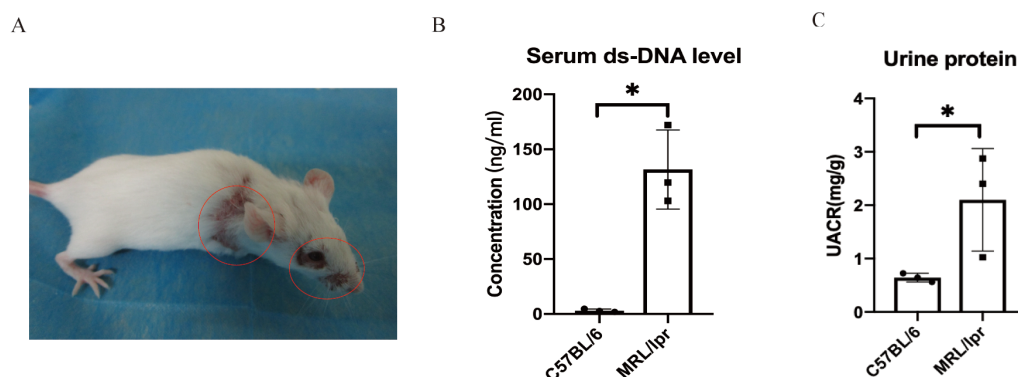 A
B
Serum ds-DNA level
*
Concentration (ng/ml)
200
150
100
50
0
C57BL/6
MRL/lpr
C
Urine protein
*
UACR(mg/g)
4
3
2
1
0
C57BL/6
MRL/lpr